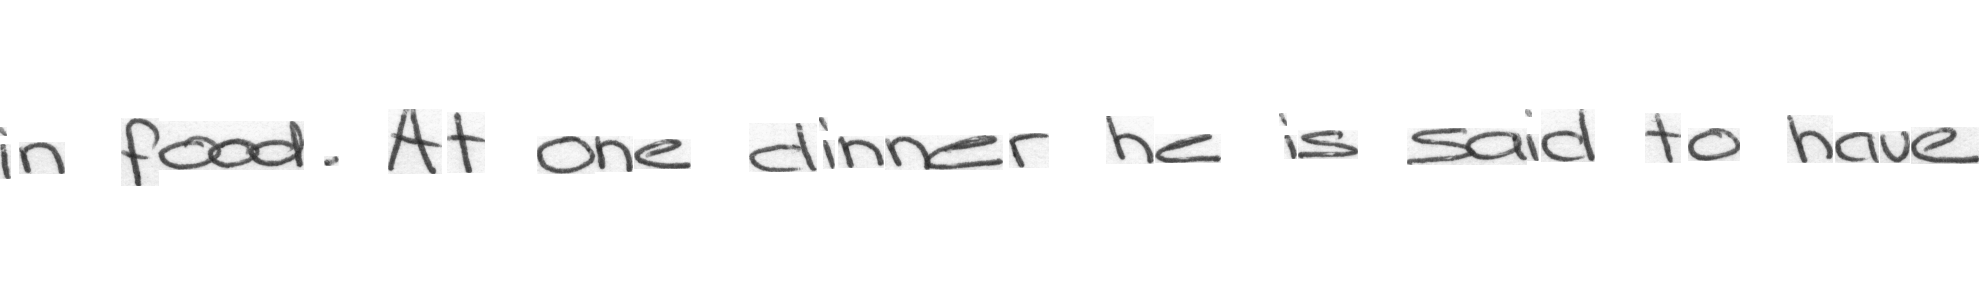 in food. At one dinner he is said to have